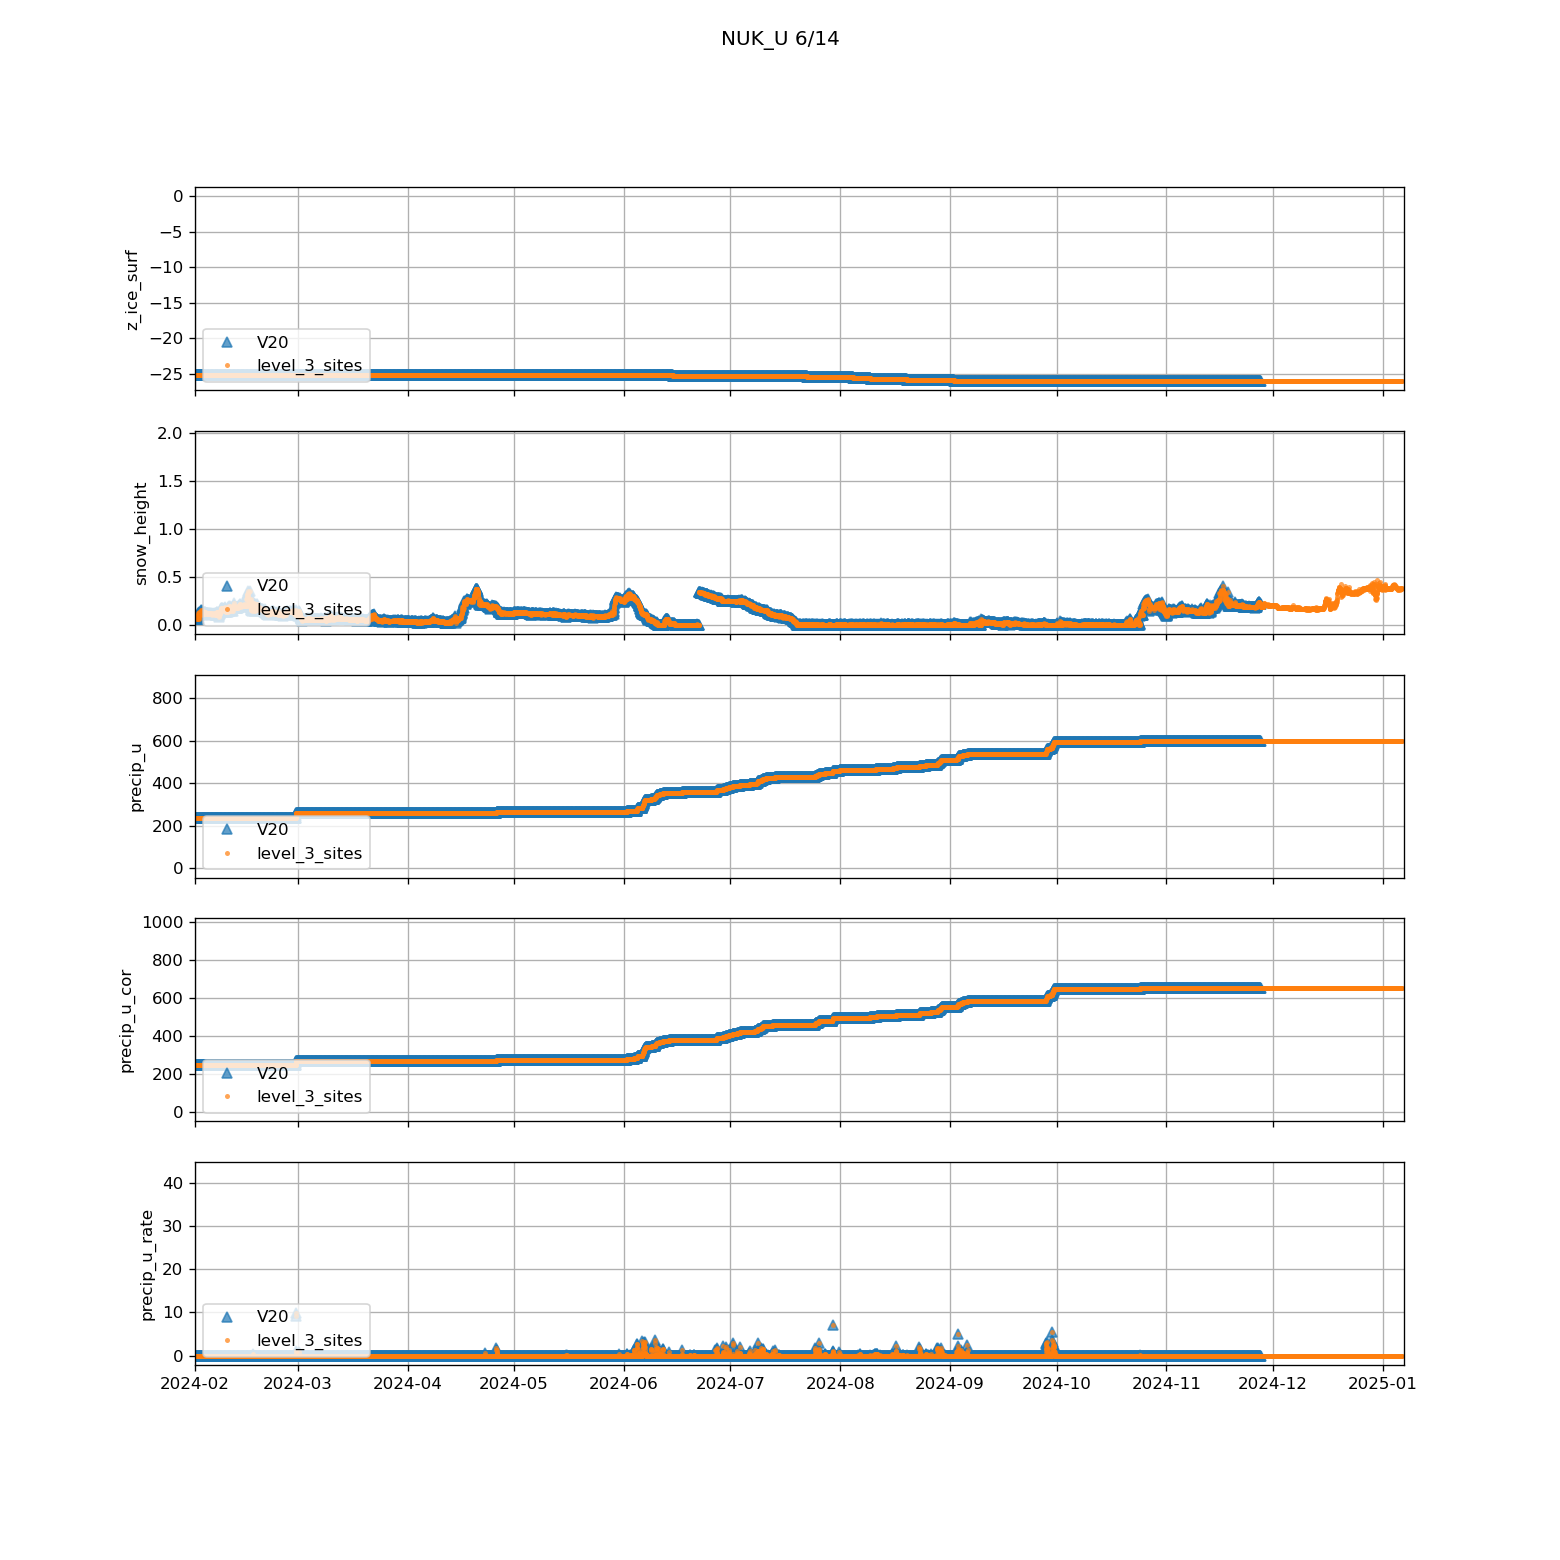 NUK_U 6/14
0
−5
−10
−15
−20
−25
z_ice_surf
V20
level_3_sites
2.0
1.5
1.0
0.5
0.0
snow_height
V20
level_3_sites
800
600
400
200
0
precip_u
V20
level_3_sites
1000
800
600
400
200
0
precip_u_cor
V20
level_3_sites
40
30
20
10
0
precip_u_rate
V20
level_3_sites
2024-02 2024-03 2024-04 2024-05 2024-06 2024-07 2024-08 2024-09 2024-10 2024-11 2024-12 2025-01